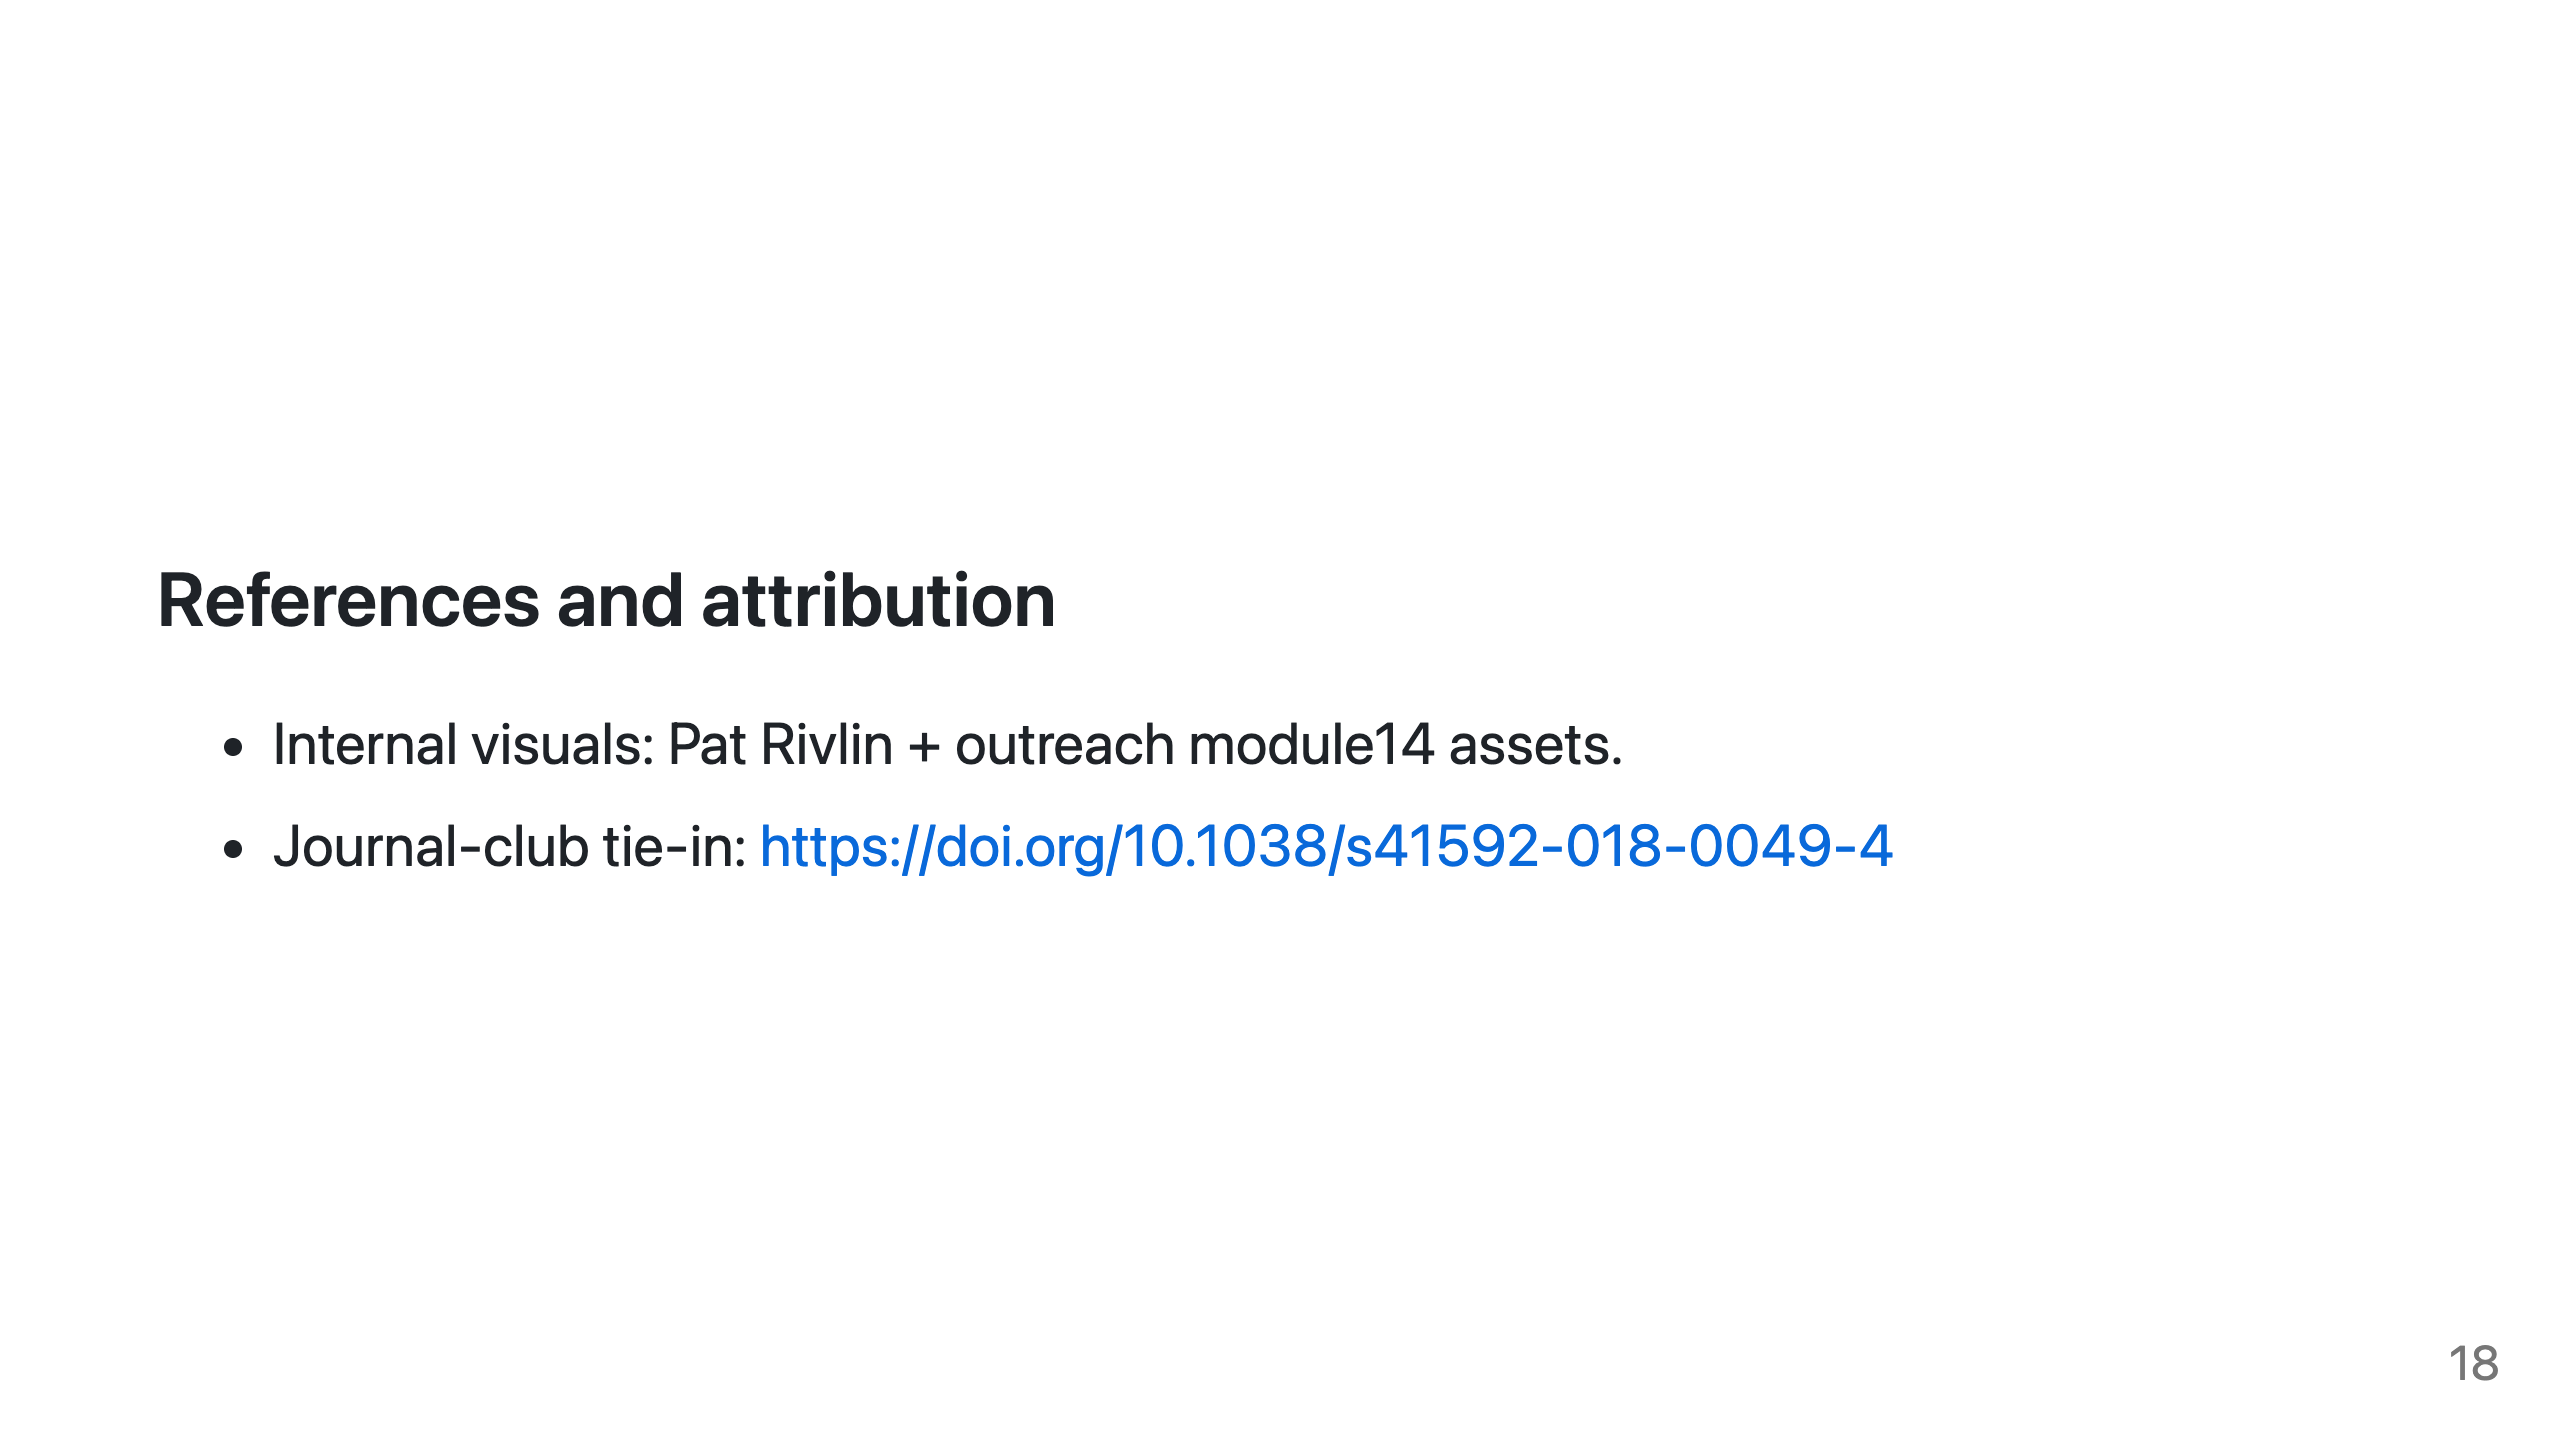 References and attribution
• Internal visuals: Pat Rivlin + outreach module14 assets.
• Journal-club tie-in: https://doi.org/10.1038/s41592-018-0049-4
18